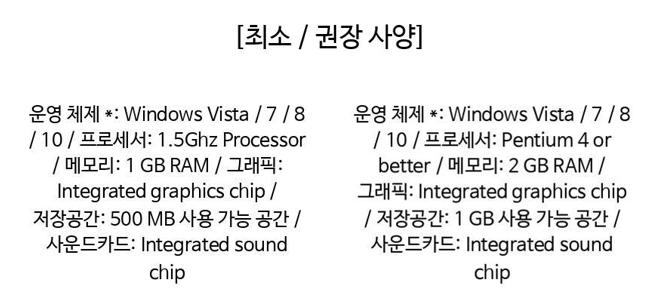 [최소 / 권장 사양]
운영 체제 *: Windows Vista / 7 / 8
/ 10 / 프로세서: 1.5Ghz Processor
/ 메모리: 1 GB RAM / 그래픽:
Integrated graphics chip /
저장공간: 500 MB 사용 가능 공간 /
사운드카드: Integrated sound
chip
운영 체제 *: Windows Vista / 7 / 8
/ 10 / 프로세서: Pentium 4 or
better / 메모리: 2 GB RAM /
그래픽: Integrated graphics chip
/ 저장공간: 1 GB 사용 가능 공간 /
사운드카드: Integrated sound
chip